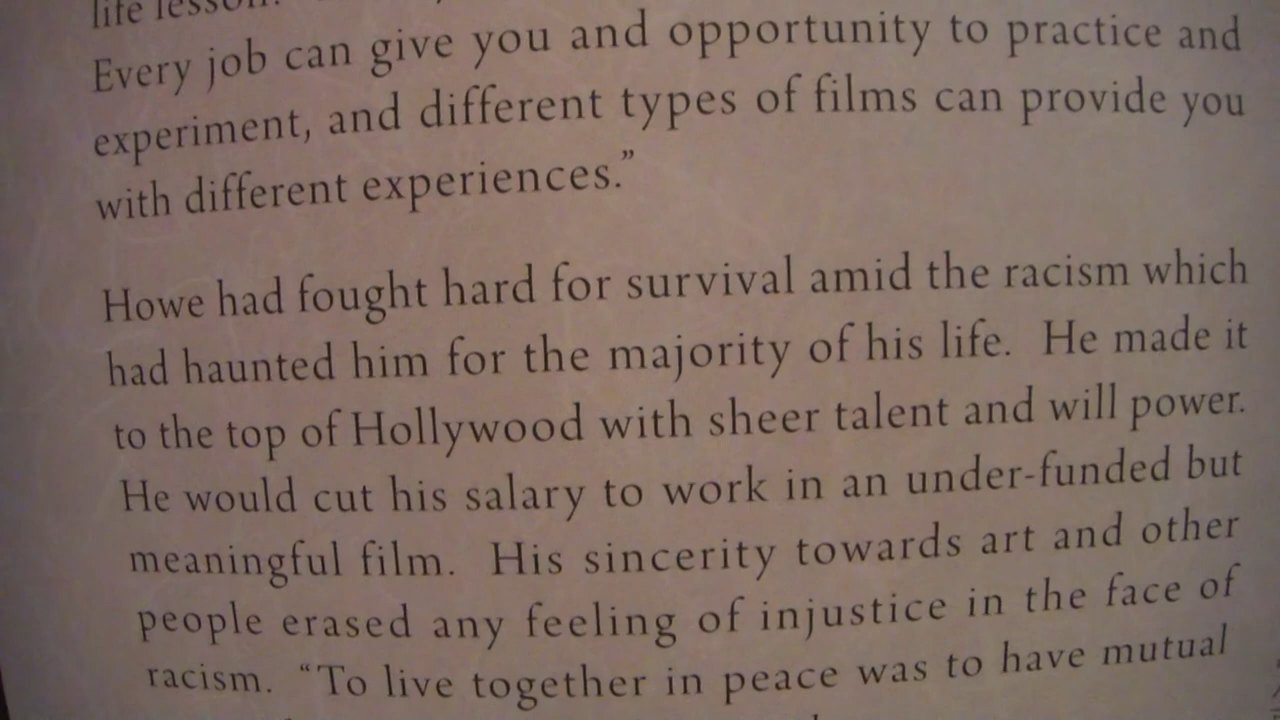 life lesson.
Every job can give you and opportunity to practice and
experiment, and different types of films can provide you
with different experiences.”
Howe had fought hard for survival amid the racism which
had haunted him for the majority of his life. He made it
to the top of Hollywood with sheer talent and will power.
He would cut his salary to work in an under-funded but
meaningful film. His sincerity towards art and other
people erased any feeling of injustice in the face of
racism. “To live together in peace was to have mutual